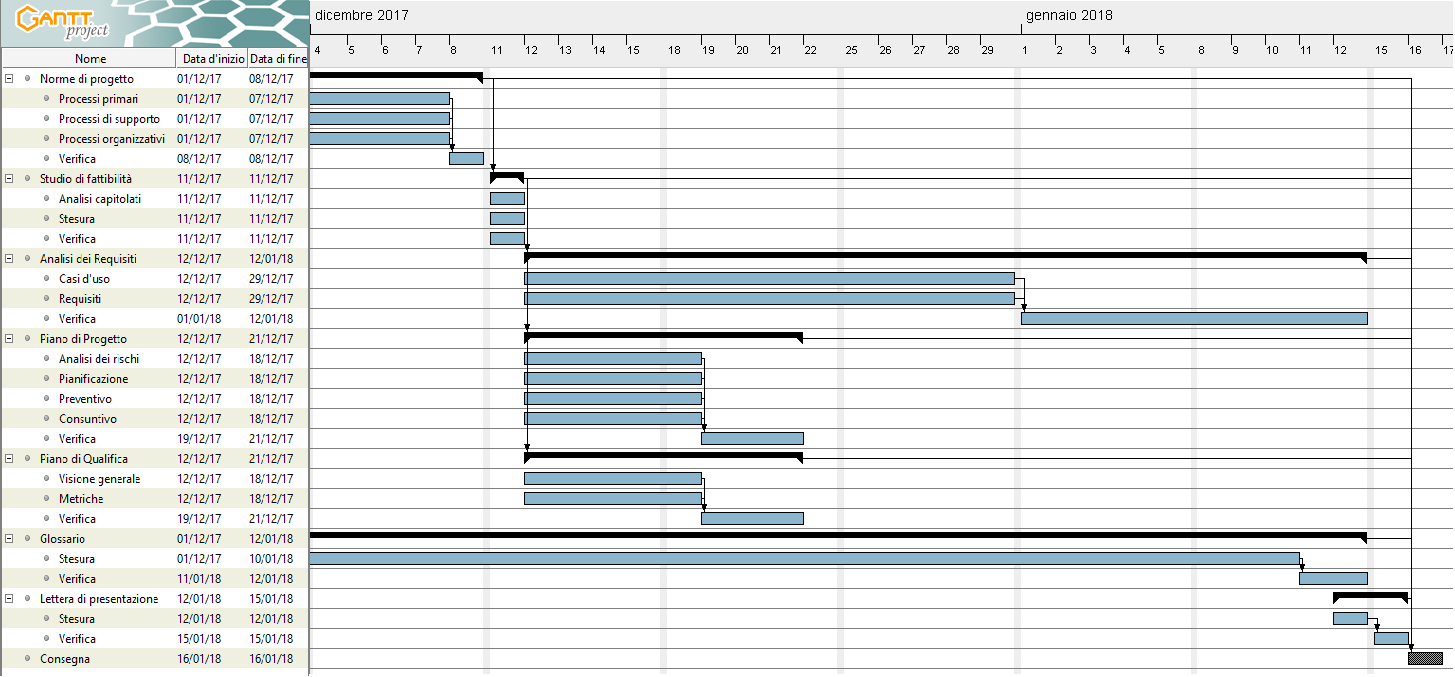 GANTT project
dicembre 2017 gennaio 2018
4 5 6 7 8 11 12 13 14 15 18 19 20 21 22 25 26 27 28 29 1 2 3 4 5 8 9 10 11 12 15 16 17
Nome Data d'inizio Data di fine
Norme di progetto 01/12/17 08/12/17
Processi primari 01/12/17 07/12/17
Processi di supporto 01/12/17 07/12/17
Processi organizzativi 01/12/17 07/12/17
Verifica 08/12/17 08/12/17
Studio di fattibilità 11/12/17 11/12/17
Analisi capitolati 11/12/17 11/12/17
Stesura 11/12/17 11/12/17
Verifica 11/12/17 11/12/17
Analisi dei Requisiti 12/12/17 12/01/18
Casi d'uso 12/12/17 29/12/17
Requisiti 12/12/17 29/12/17
Verifica 01/01/18 12/01/18
Piano di Progetto 12/12/17 21/12/17
Analisi dei rischi 12/12/17 18/12/17
Pianificazione 12/12/17 18/12/17
Preventivo 12/12/17 18/12/17
Consuntivo 12/12/17 18/12/17
Verifica 19/12/17 21/12/17
Piano di Qualifica 12/12/17 21/12/17
Visione generale 12/12/17 18/12/17
Metriche 12/12/17 18/12/17
Verifica 19/12/17 21/12/17
Glossario 01/12/17 12/01/18
Stesura 01/12/17 10/01/18
Verifica 11/01/18 12/01/18
Lettera di presentazione 12/01/18 15/01/18
Stesura 12/01/18 12/01/18
Verifica 15/01/18 15/01/18
Consegna 16/01/18 16/01/18